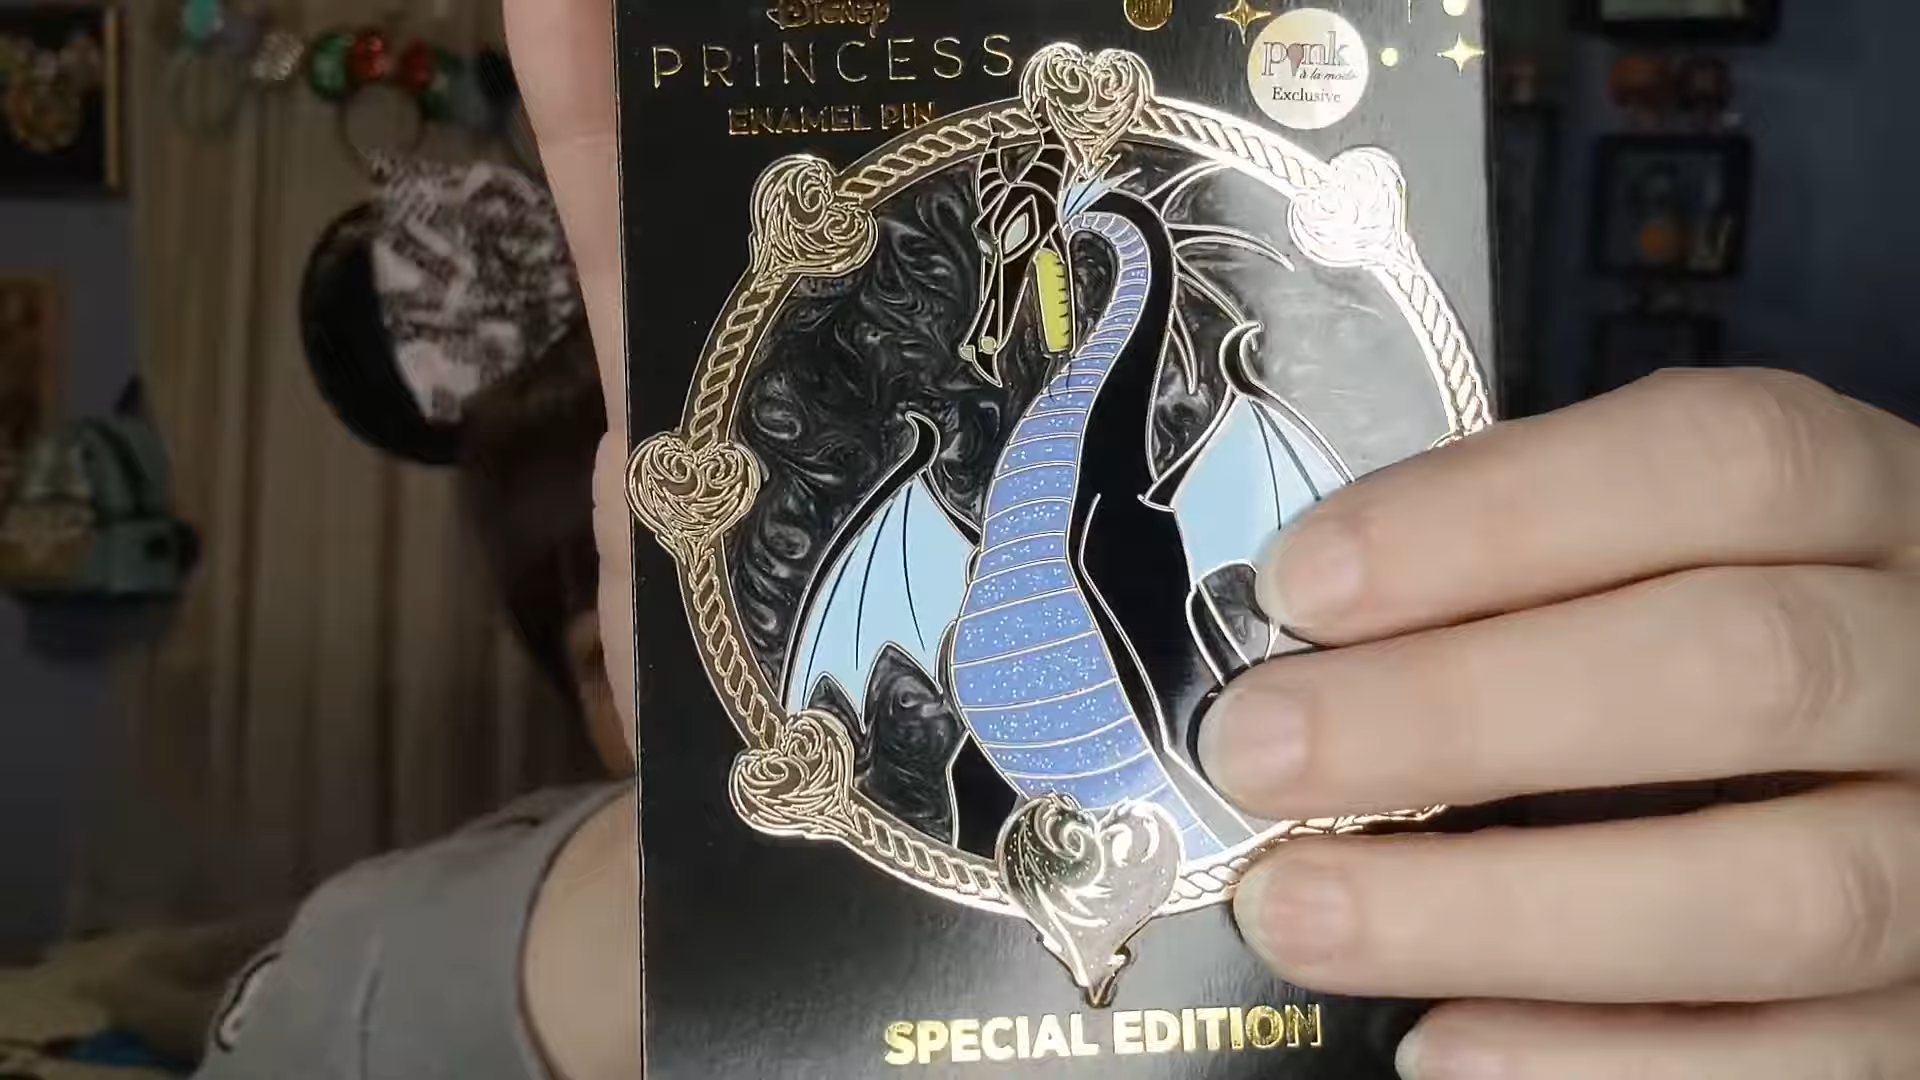 Disney
PRINCESS
ENAMEL PIN
pink
à la mode
Exclusive
SPECIAL EDITION